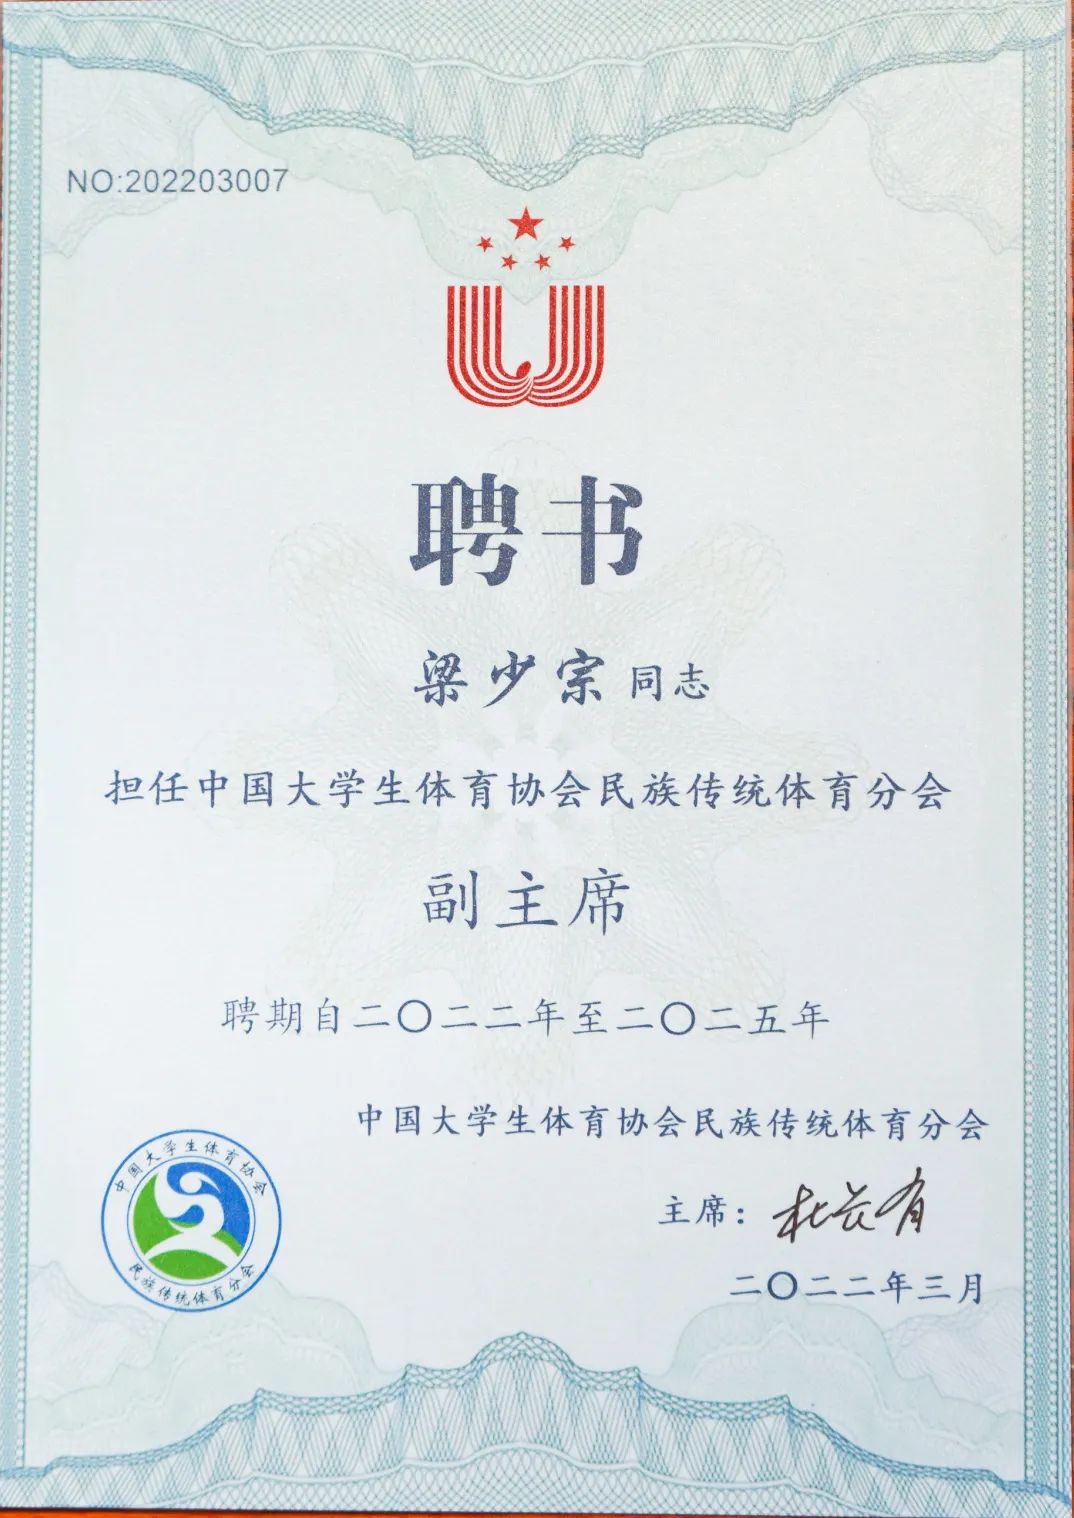 NO:202203007
聘书
梁少宗同志
担任中国大学生体育协会民族传统体育分会
副主席
聘期自二〇二二年至二〇二五年
中国大学生体育协会民族传统体育分会
主席：
二〇二二年三月
中国大学生体育协会
民族传统体育分会